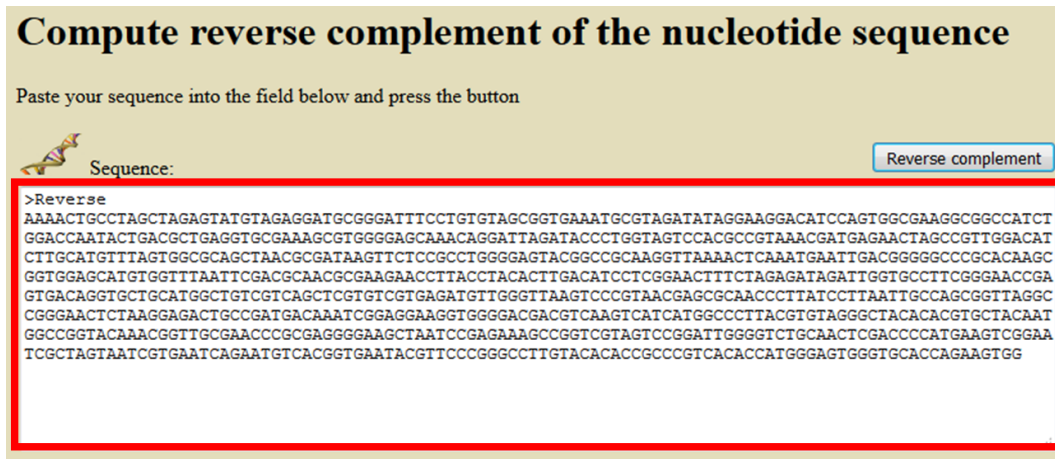 Compute reverse complement of the nucleotide sequence
Paste your sequence into the field below and press the button
Sequence:
Reverse complement
>Reverse
AAAACTGCCTAGCTAGAGTATGTAGAGGATGCGGGATTTCCTGTGTAGCGGTGAAATGCGTAGATATAGGAAGGACATCCAGTGGCGAAGGCGGCCATCT
GGACCAATACTGACGCTGAGGTGCGAAAGCGTGGGGAGCAAACAGGATTAGATACCCTGGTAGTCCACGCCGTAAACGATGAGAACTAGCCGTTGGACAT
CTTGCATGTTTAGTGGCGCAGCTAACGCGATAAGTTCTCCGCCTGGGGAGTACGGCCGCAAGGTTAAAACTCAAATGAATTGACGGGGGCCCGCACAAGC
GGTGGAGCATGTGGTTTAATTCGACGCAACGCGAAGAACCTTACCTACACTTGACATCCTCGGAACTTTCTAGAGATAGATTGGTGCCTTCGGGAACCGA
GTGACAGGTGCTGCATGGCTGTCGTCAGCTCGTGTCGTGAGATGTTGGGTTAAGTCCCGTAACGAGCGCAACCCTTATCCTTAATTGCCAGCGGTTAGGC
CGGGAACTCTAAGGAGACTGCCGATGACAAATCGGAGGAAGGTGGGGACGACGTCAAGTCATCATGGCCCTTACGTGTAGGGCTACACACGTGCTACAAT
GGCCGGTACAAACGGTTGCGAACCCGCGAGGGGAAGCTAATCCGAGAAAGCCGGTCGTAGTCCGGATTGGGGTCTGCAACTCGACCCCATGAAGTCGGAA
TCGCTAGTAATCGTGAATCAGAATGTCACGGTGAATACGTTCCCGGGCCTTGTACACACCGCCCGTCACACCATGGGAGTGGGTGCACCAGAAGTGG